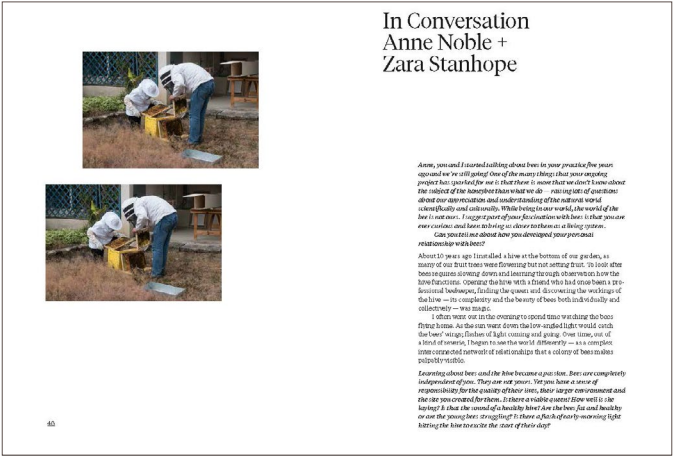 In Conversation
Anne Noble +
Zara Stanhope
Anne, you and I started talking about bees in your practice five years
ago and we're still going! One of the many things that your ongoing
project has sparked for me is that there is more that we don't know about
the subject of the honeybee than what we do — raising lots of questions
about our appreciation and understanding of the natural world
scientifically and culturally. While being in our world, the world of the
bee is not ours. I suggest part of your fascination with bees is that you are
ever curious and keen to bring us closer to them as a living system.
Can you tell me about how you developed your personal
relationship with bees?
About 10 years ago I installed a hive at the bottom of our garden, as
many of our fruit trees were flowering but not setting fruit. To look after
bees requires slowing down and learning through observation how the
hive functions. Opening the hive with a friend who had once been a pro-
fessional beekeeper, finding the queen and discovering the workings of
the hive — its complexity and the beauty of bees both individually and
collectively — was magic.
I often went out in the evening to spend time watching the bees
flying home. As the sun went down the low-angled light would catch
the bees' wings; flashes of light coming and going. Over time, out of
a kind of reverie, I began to see the world differently — as a complex
interconnected network of relationships that a colony of bees makes
palpably visible.
Learning about bees and the hive became a passion. Bees are completely
independent of you. They are not yours. Yet you have a sense of
responsibility for the quality of their lives, their larger environment and
the site you created for them. Is there a viable queen? How well is she
laying? Is that the sound of a healthy hive? Are the bees fat and healthy
or are the young bees struggling? Is there a flash of early-morning light
hitting the hive to excite the start of their day?